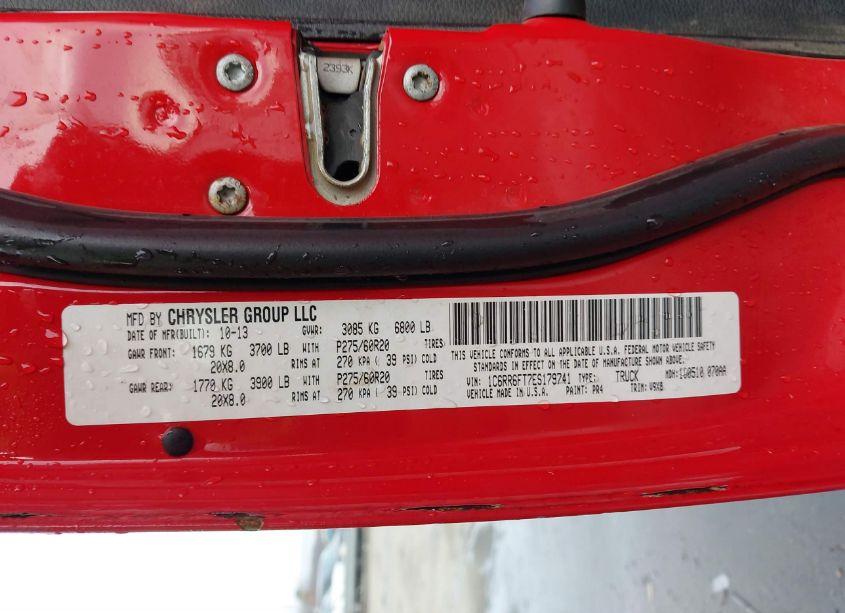 2393K
MFD BY CHRYSLER GROUP LLC
DATE OF MFR(BUILT): 10-13 GVWR: 3085 KG 6800 LB
GAWR FRONT: 1679 KG 3700 LB WITH P275/60R20 TIRES
20X8.0 RIMS AT 270 KPA ( 39 PSI) COLD
GAWR REAR: 1770 KG 3900 LB WITH P275/60R20 TIRES
20X8.0 RIMS AT 270 KPA ( 39 PSI) COLD
THIS VEHICLE CONFORMS TO ALL APPLICABLE U.S.A. FEDERAL MOTOR VEHICLE SAFETY
STANDARDS IN EFFECT ON THE DATE OF MANUFACTURE SHOWN ABOVE
VIN: 1C6RR6FT7ES179741 TYPE: TRUCK MDH: 070AA
VEHICLE MADE IN U.S.A. PAINT: PR4 TRIM: V9XB